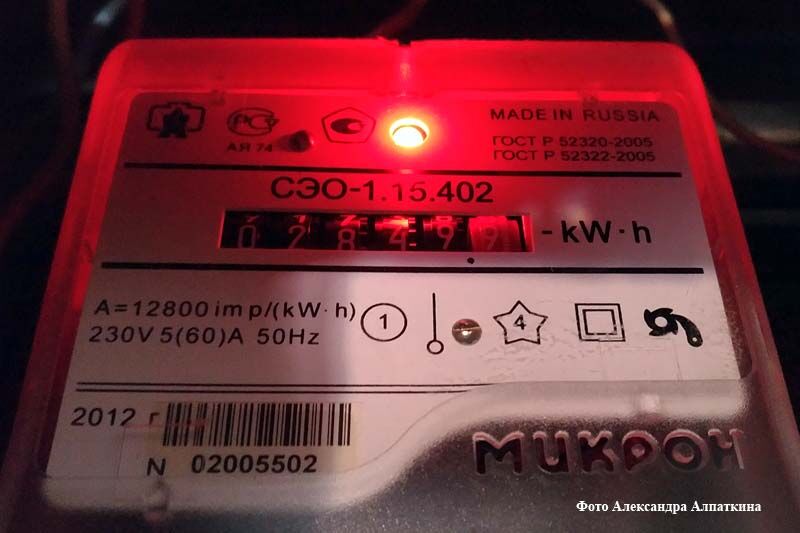 АЯ 74
MADE IN RUSSIA
ГОСТ Р 52320-2005
ГОСТ Р 52322-2005
СЭО-1.15.402
028499 -kW·h
A=12800 imp/(kW·h)
230V 5(60)A 50Hz
1
4
2012 г
N 02005502
МИКРОН
Фото Александра Алпаткина